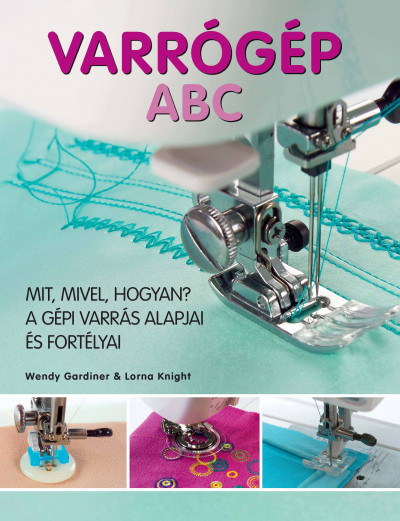 VARRÓGÉP
ABC
MIT, MIVEL, HOGYAN?
A GÉPI VARRÁS ALAPJAI
ÉS FORTÉLYAI
Wendy Gardiner & Lorna Knight